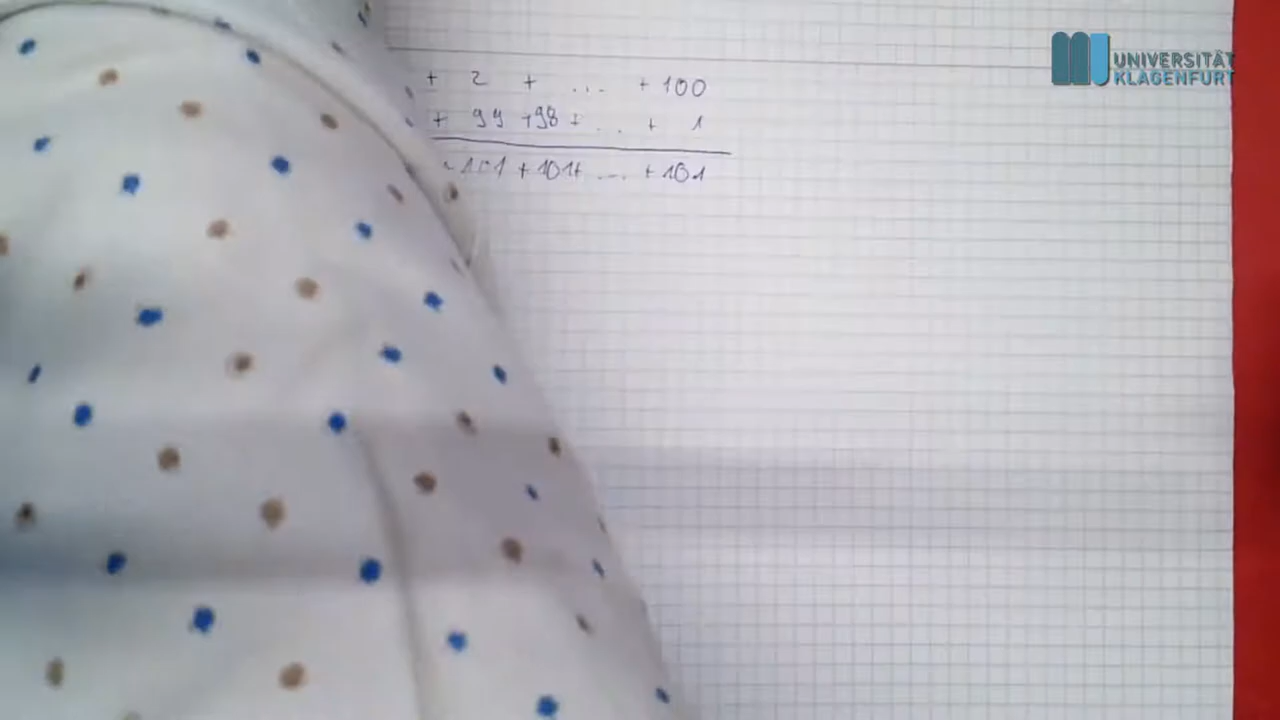 + 2 + ... + 100
+ 99 + 98 + ... + 1
101 + 101 + ... + 101
UNIVERSITÄT
KLAGENFURT